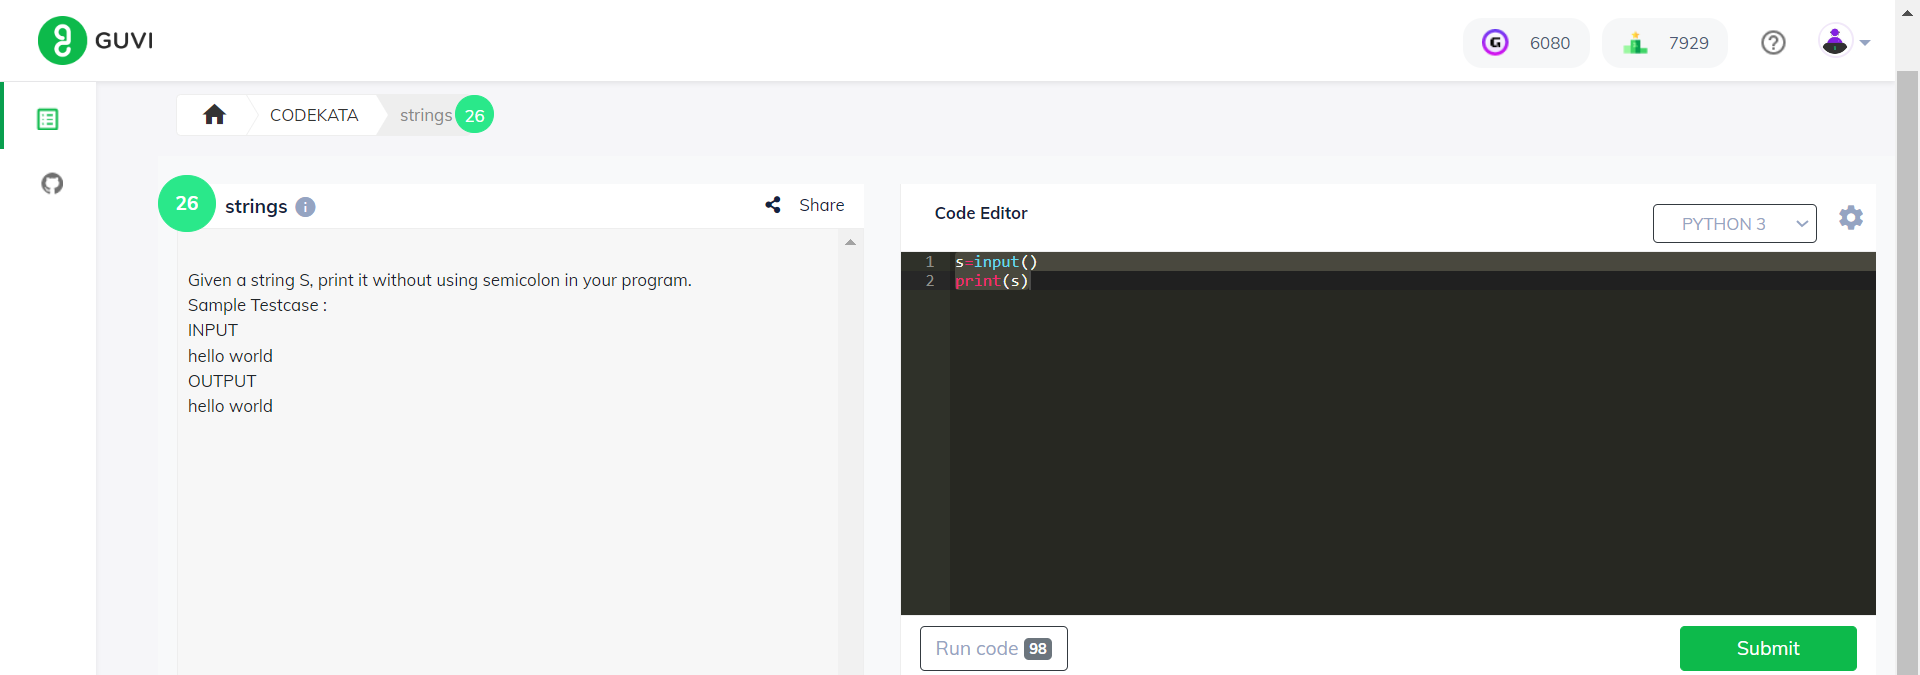 GUVI
6080
7929
CODEKATA
strings 26
26
strings
Share
Given a string S, print it without using semicolon in your program.
Sample Testcase :
INPUT
hello world
OUTPUT
hello world
Code Editor
PYTHON 3
1 s=input()
2 print(s)
Run code 98
Submit